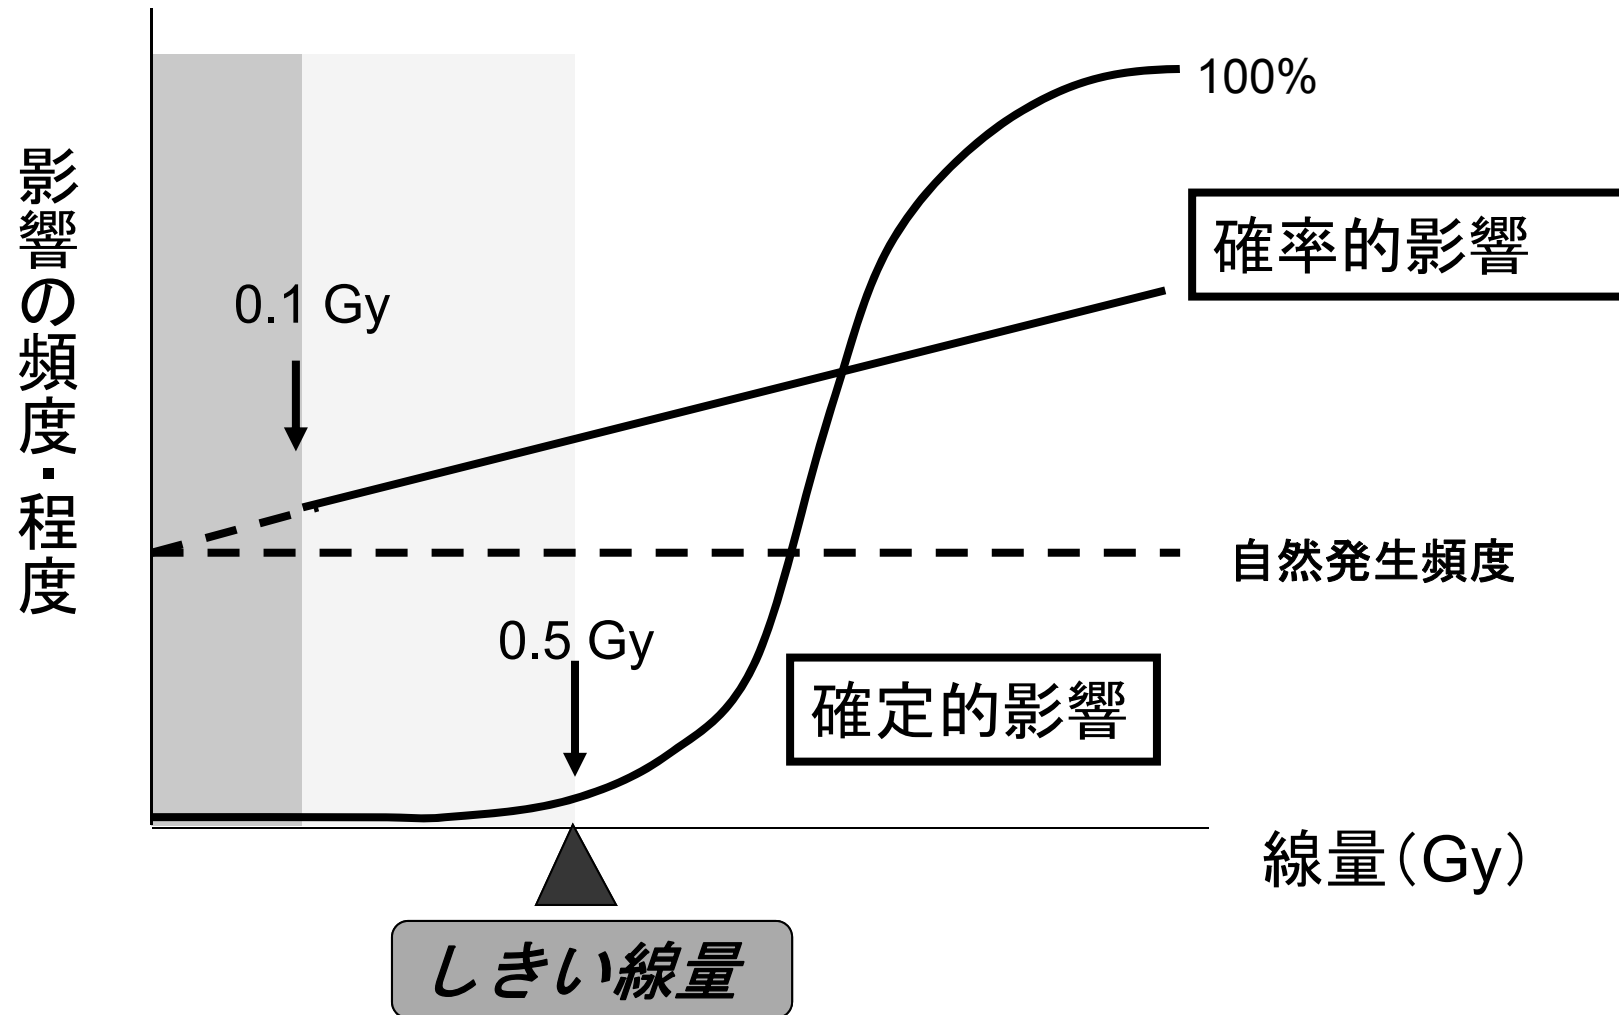 影響の頻度・程度
100%
確率的影響
0.1 Gy
自然発生頻度
0.5 Gy
確定的影響
線量(Gy)
しきい線量